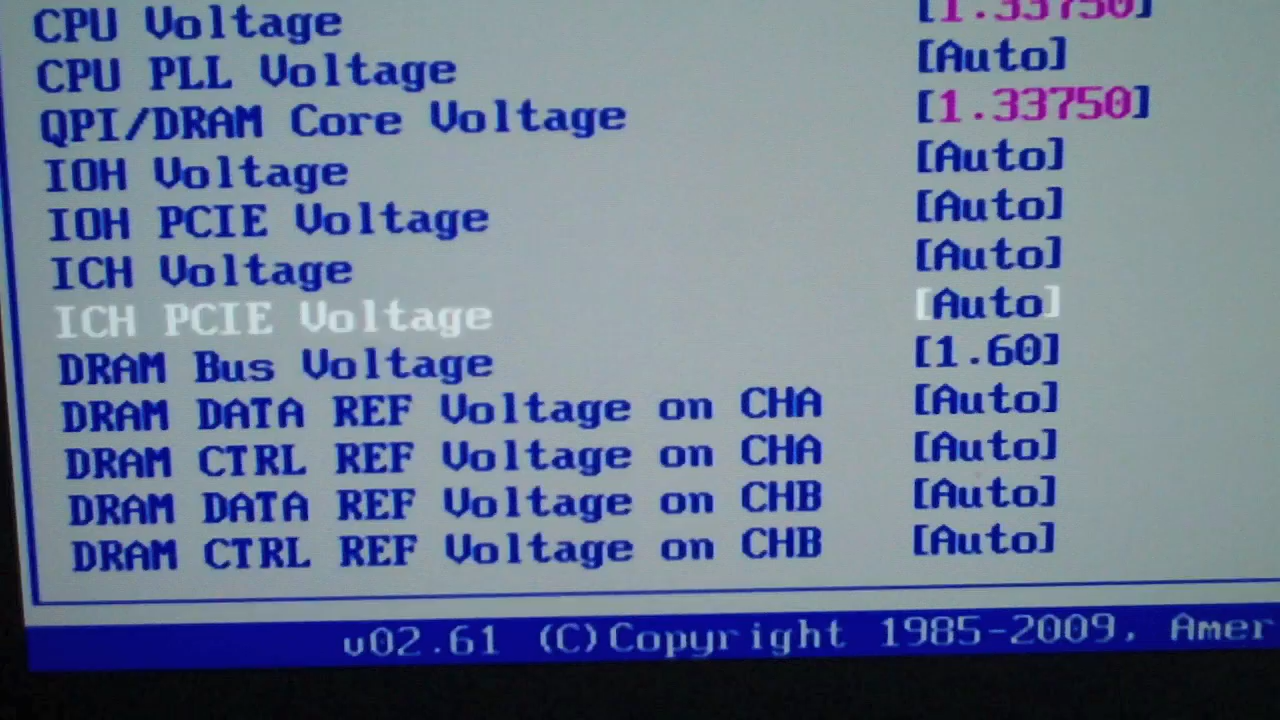 CPU Voltage [1.33750]
CPU PLL Voltage [Auto]
QPI/DRAM Core Voltage [1.33750]
IOH Voltage [Auto]
IOH PCIE Voltage [Auto]
ICH Voltage [Auto]
ICH PCIE Voltage [Auto]
DRAM Bus Voltage [1.60]
DRAM DATA REF Voltage on CHA [Auto]
DRAM CTRL REF Voltage on CHA [Auto]
DRAM DATA REF Voltage on CHB [Auto]
DRAM CTRL REF Voltage on CHB [Auto]
v02.61 (C)Copyright 1985-2009, Amer